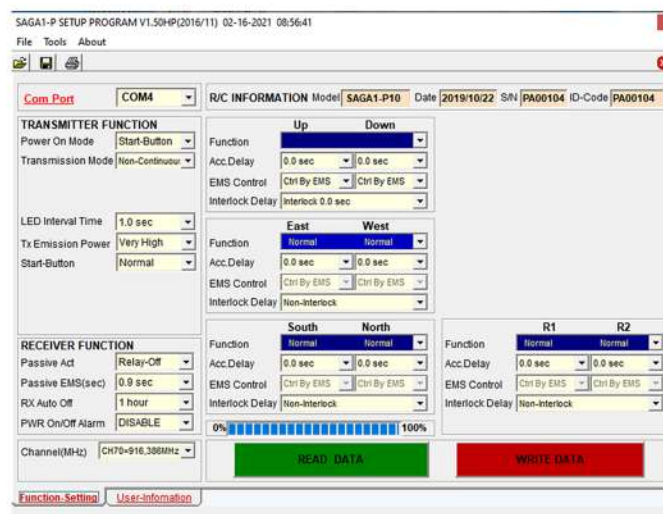 SAGA1-P SETUP PROGRAM V1.50HP(2016/11) 02-16-2021 08:56:41
File Tools About
Com Port COM4
R/C INFORMATION Model SAGA1-P10 Date 2019/10/22 S/N PA00104 ID-Code PA00104
TRANSMITTER FUNCTION
Power On Mode Start-Button
Transmission Mode Non-Continuou
LED Interval Time 1.0 sec
Tx Emission Power Very High
Start-Button Normal
RECEIVER FUNCTION
Passive Act Relay-Off
Passive EMS(sec) 0.9 sec
RX Auto Off 1 hour
PWR On/Off Alarm DISABLE
Channel(MHz) CH70=916,386MHz
Up Down
Function
Acc.Delay 0.0 sec 0.0 sec
EMS Control Ctrl By EMS Ctrl By EMS
Interlock Delay Interlock 0.0 sec
East West
Function Normal Normal
Acc.Delay 0.0 sec 0.0 sec
EMS Control Ctrl By EMS Ctrl By EMS
Interlock Delay Non-Interlock
South North
Function Normal Normal
Acc.Delay 0.0 sec 0.0 sec
EMS Control Ctrl By EMS Ctrl By EMS
Interlock Delay Non-Interlock
R1 R2
Function Normal Normal
Acc.Delay 0.0 sec 0.0 sec
EMS Control Ctrl By EMS Ctrl By EMS
Interlock Delay Non-Interlock
0% 100%
READ DATA WRITE DATA
Function-Setting User-Infomation